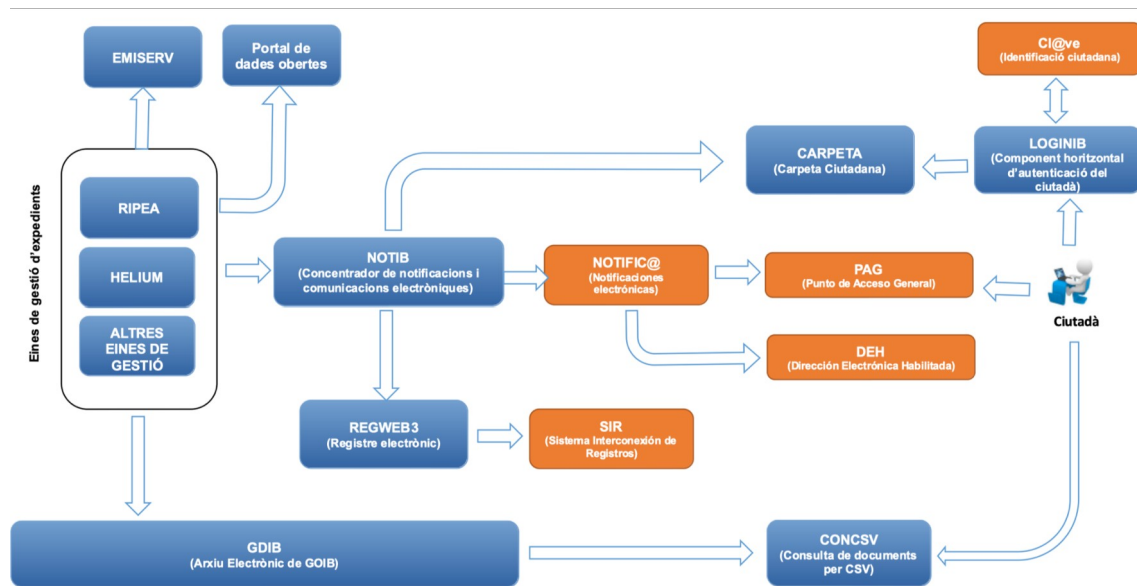 EMISERV
Portal de
dades obertes
Cl@ve
(Identificació ciutadana)
CARPETA
(Carpeta Ciutadana)
LOGINIB
(Component horitzontal
d'autenticació del
ciutadà)
Eines de gestió d'expedients
RIPEA
HELIUM
ALTRES
EINES DE
GESTIÓ
NOTIB
(Concentrador de notificacions i
comunicacions electròniques)
NOTIFIC@
(Notificaciones
electrónicas)
PAG
(Punto de Acceso General)
Ciutadà
DEH
(Dirección Electrónica Habilitada)
REGWEB3
(Registre electrònic)
SIR
(Sistema Interconexión de
Registros)
GDIB
(Arxiu Electrònic de GOIB)
CONCSV
(Consulta de documents
per CSV)